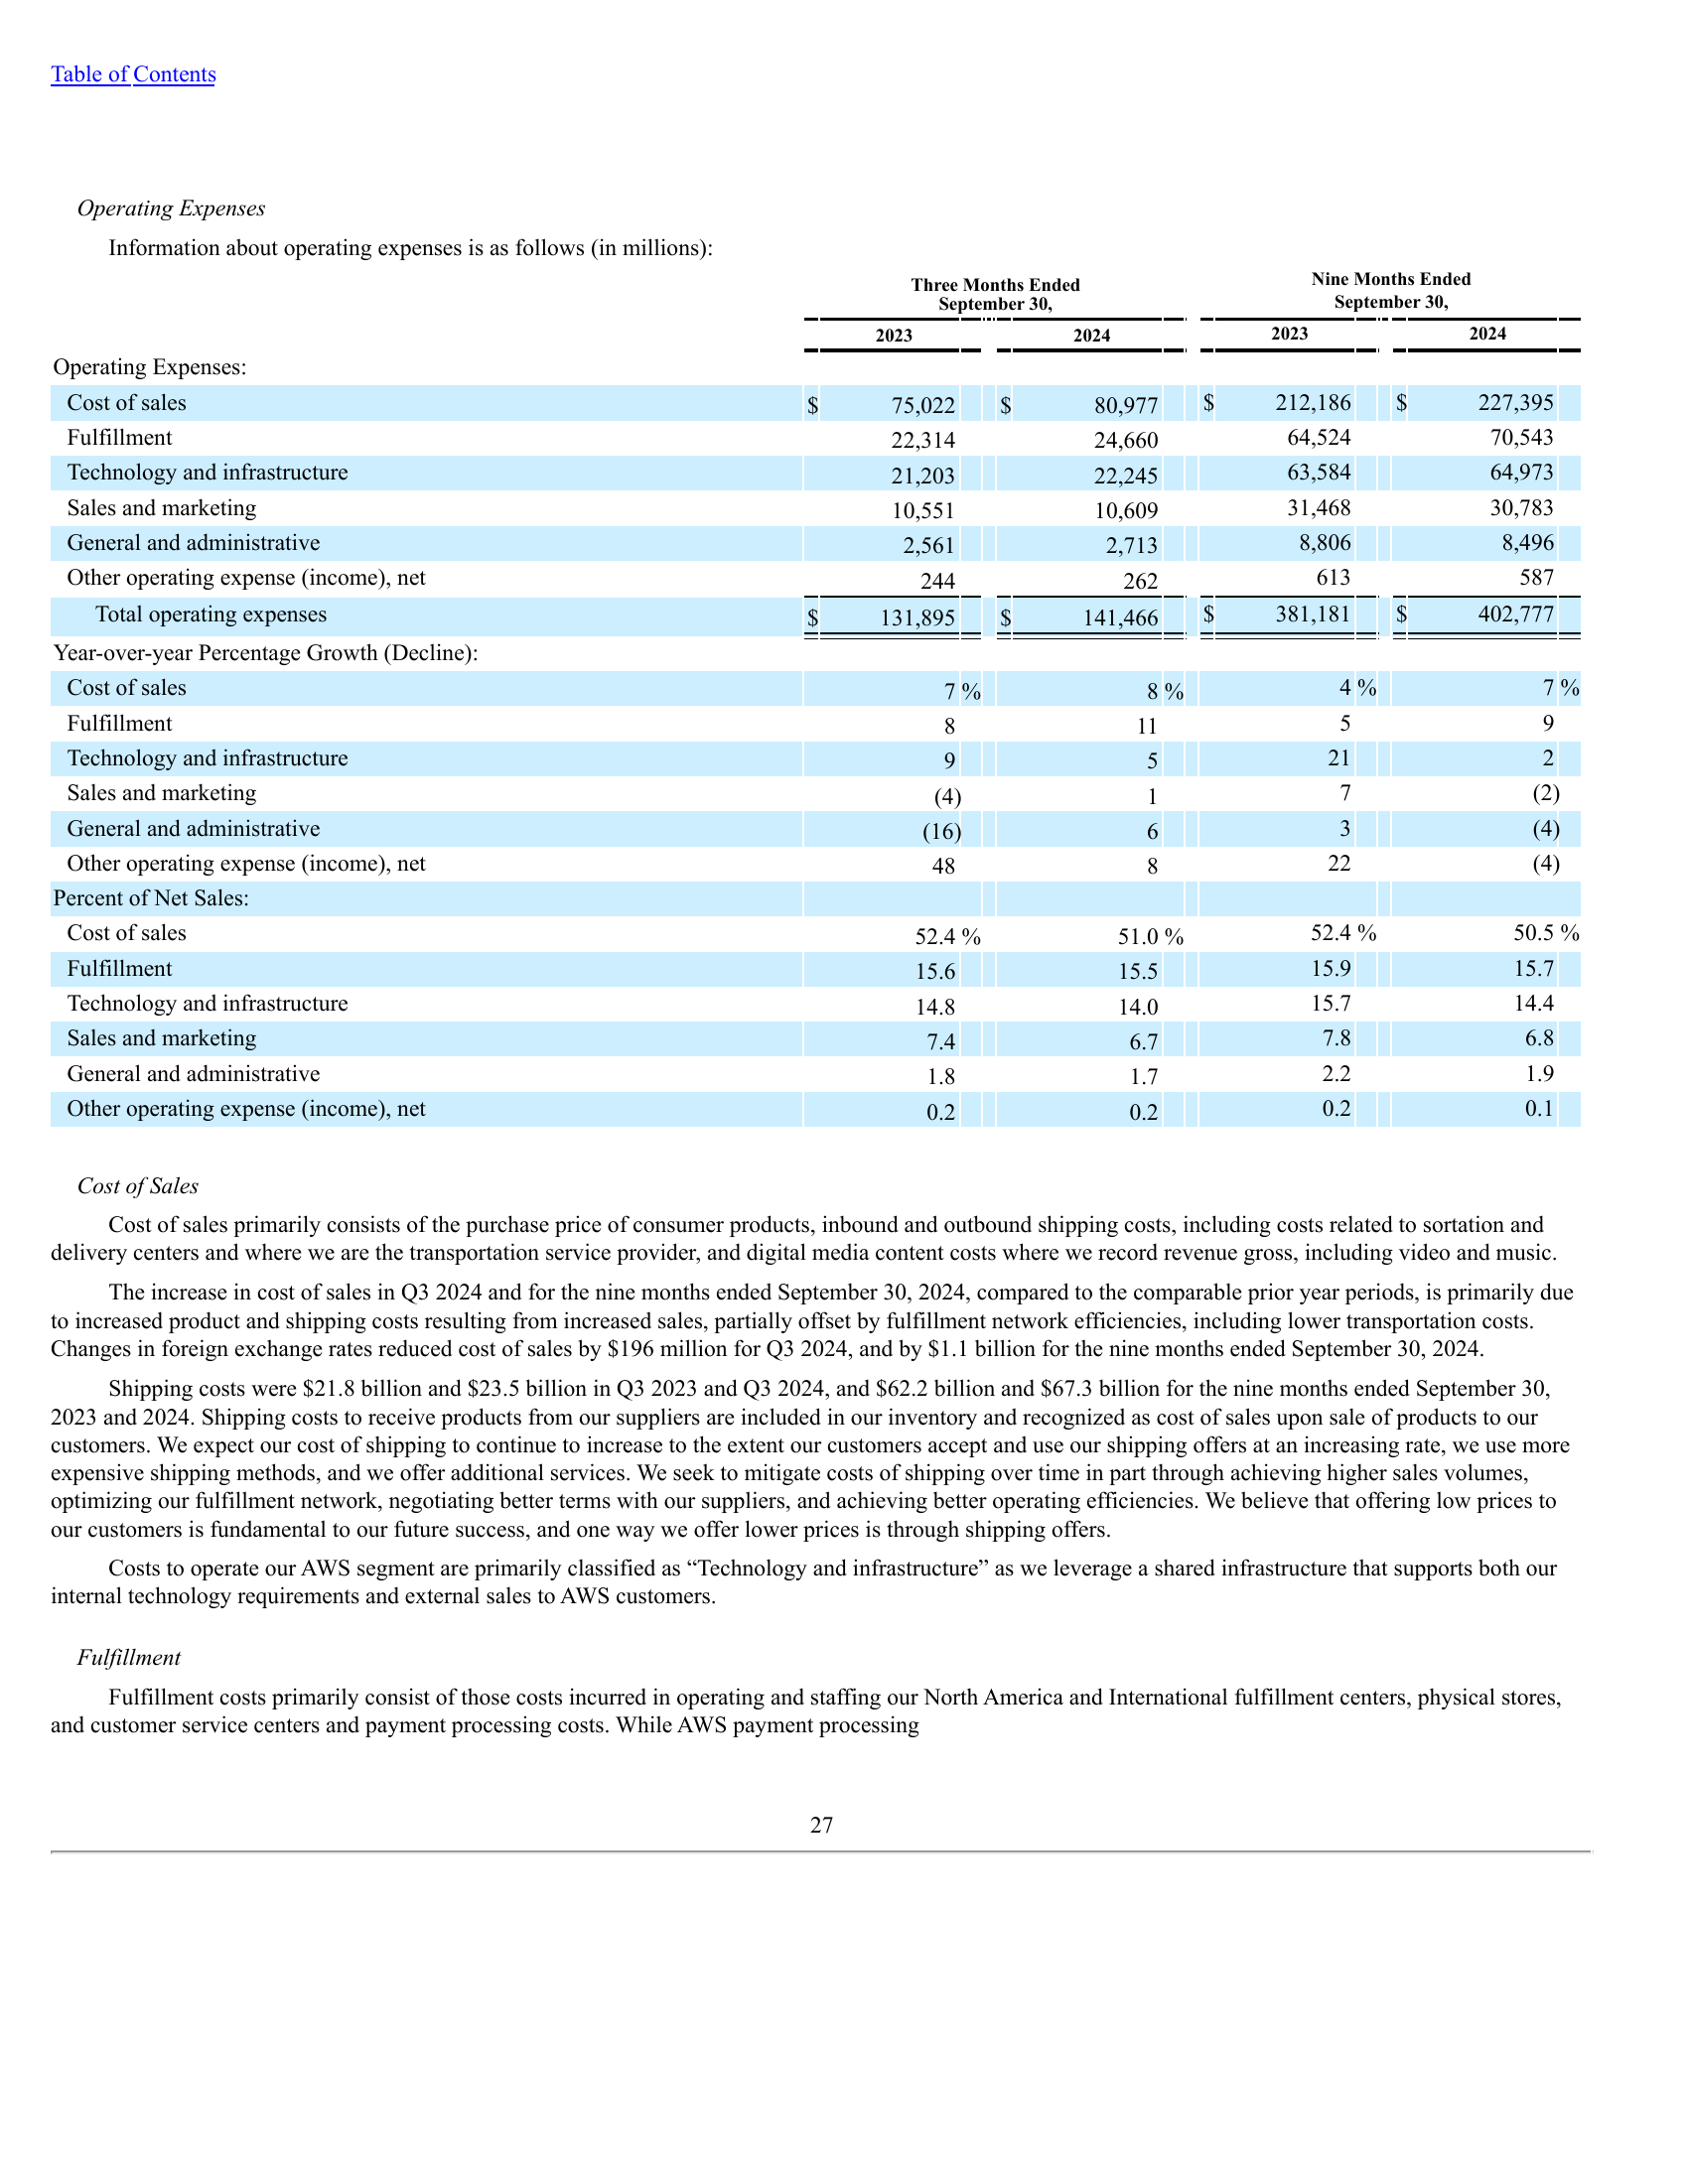 Table of Contents
Operating Expenses
Information about operating expenses is as follows (in millions):
Three Months Ended September 30, Nine Months Ended September 30,
2023 2024 2023 2024
Operating Expenses:
Cost of sales $ 75,022 $ 80,977 $ 212,186 $ 227,395
Fulfillment 22,314 24,660 64,524 70,543
Technology and infrastructure 21,203 22,245 63,584 64,973
Sales and marketing 10,551 10,609 31,468 30,783
General and administrative 2,561 2,713 8,806 8,496
Other operating expense (income), net 244 262 613 587
Total operating expenses $ 131,895 $ 141,466 $ 381,181 $ 402,777
Year-over-year Percentage Growth (Decline):
Cost of sales 7 % 8 % 4 % 7 %
Fulfillment 8 11 5 9
Technology and infrastructure 9 5 21 2
Sales and marketing (4) 1 7 (2)
General and administrative (16) 6 3 (4)
Other operating expense (income), net 48 8 22 (4)
Percent of Net Sales:
Cost of sales 52.4 % 51.0 % 52.4 % 50.5 %
Fulfillment 15.6 15.5 15.9 15.7
Technology and infrastructure 14.8 14.0 15.7 14.4
Sales and marketing 7.4 6.7 7.8 6.8
General and administrative 1.8 1.7 2.2 1.9
Other operating expense (income), net 0.2 0.2 0.2 0.1
Cost of Sales
Cost of sales primarily consists of the purchase price of consumer products, inbound and outbound shipping costs, including costs related to sortation and
delivery centers and where we are the transportation service provider, and digital media content costs where we record revenue gross, including video and music.
The increase in cost of sales in Q3 2024 and for the nine months ended September 30, 2024, compared to the comparable prior year periods, is primarily due
to increased product and shipping costs resulting from increased sales, partially offset by fulfillment network efficiencies, including lower transportation costs.
Changes in foreign exchange rates reduced cost of sales by $196 million for Q3 2024, and by $1.1 billion for the nine months ended September 30, 2024.
Shipping costs were $21.8 billion and $23.5 billion in Q3 2023 and Q3 2024, and $62.2 billion and $67.3 billion for the nine months ended September 30,
2023 and 2024. Shipping costs to receive products from our suppliers are included in our inventory and recognized as cost of sales upon sale of products to our
customers. We expect our cost of shipping to continue to increase to the extent our customers accept and use our shipping offers at an increasing rate, we use more
expensive shipping methods, and we offer additional services. We seek to mitigate costs of shipping over time in part through achieving higher sales volumes,
optimizing our fulfillment network, negotiating better terms with our suppliers, and achieving better operating efficiencies. We believe that offering low prices to
our customers is fundamental to our future success, and one way we offer lower prices is through shipping offers.
Costs to operate our AWS segment are primarily classified as “Technology and infrastructure” as we leverage a shared infrastructure that supports both our
internal technology requirements and external sales to AWS customers.
Fulfillment
Fulfillment costs primarily consist of those costs incurred in operating and staffing our North America and International fulfillment centers, physical stores,
and customer service centers and payment processing costs. While AWS payment processing
27